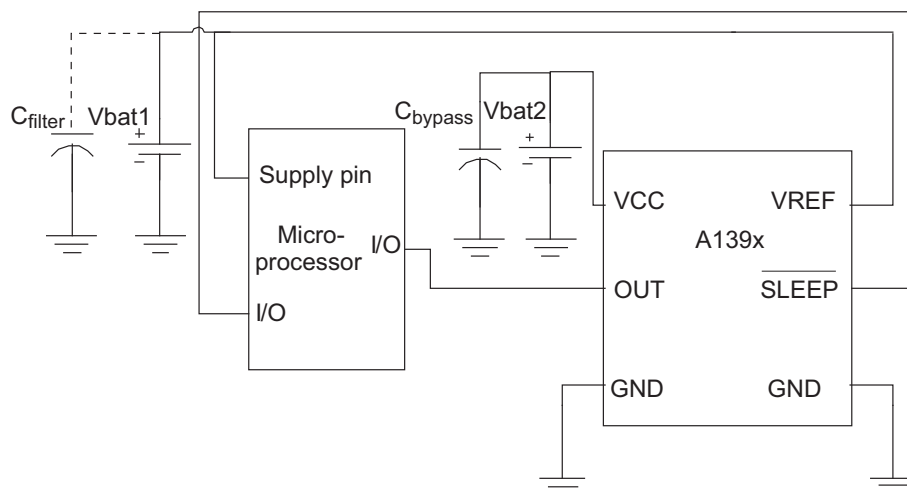 Cfilter Vbat1
+
−
Cbypass Vbat2
+
−
Supply pin
Micro-
processor
I/O
I/O
VCC
VREF
A139x
OUT
SLEEP
GND
GND